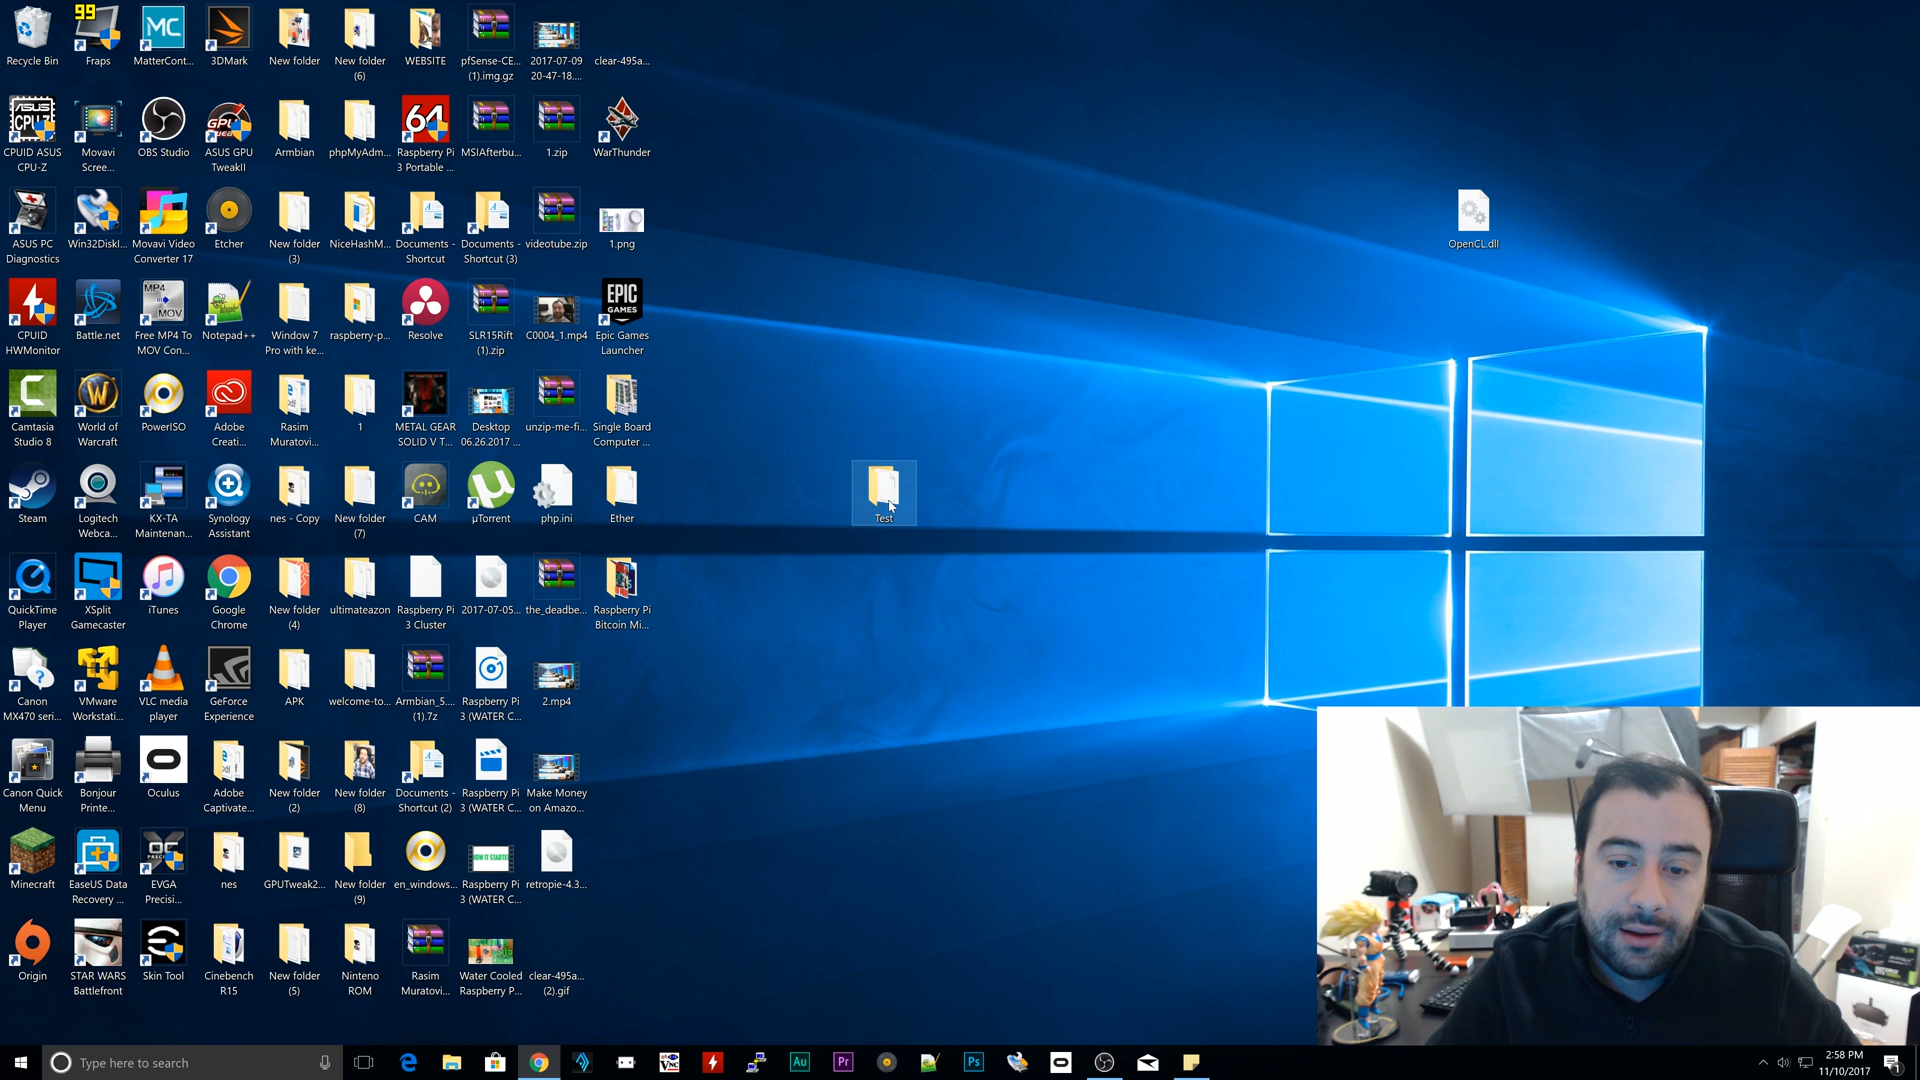 99
Recycle Bin
Fraps
MatterCont...
3DMark
New folder
New folder
(6)
WEBSITE
pfSense-CE...
(1).img.gz
2017-07-09
20-47-18....
clear-495a...
CPUID ASUS
CPU-Z
Movavi
Scree...
OBS Studio
ASUS GPU
TweakII
Armbian
phpMyAdm...
64
Raspberry Pi
3 Portable ...
MSIAfterbu...
1.zip
WarThunder
ASUS PC
Diagnostics
Win32DiskI...
Movavi Video
Converter 17
Etcher
New folder
(3)
NiceHashM...
Documents -
Shortcut
Documents -
Shortcut (3)
videotube.zip
1.png
OpenCL.dll
CPUID
HWMonitor
Battle.net
MP4
MOV
Free MP4 To
MOV Con...
Notepad++
Window 7
Pro with ke...
raspberry-p...
Resolve
SLR15Rift
(1).zip
C0004_1.mp4
EPIC
GAMES
Epic Games
Launcher
Camtasia
Studio 8
World of
Warcraft
PowerISO
Adobe
Creati...
Rasim
Muratovi...
1
METAL GEAR
SOLID V T...
Desktop
06.26.2017 ...
unzip-me-fi...
Single Board
Computer ...
Steam
Logitech
Webca...
KX-TA
Maintenan...
Synology
Assistant
nes - Copy
New folder
(7)
CAM
µTorrent
php.ini
Ether
Test
QuickTime
Player
XSplit
Gamecaster
iTunes
Google
Chrome
New folder
(4)
ultimateazon
Raspberry Pi
3 Cluster
2017-07-05...
the_deadbe...
Raspberry Pi
Bitcoin Mi...
Canon
MX470 seri...
VMware
Workstati...
VLC media
player
GeForce
Experience
APK
welcome-to...
Armbian_5....
(1).7z
Raspberry Pi
3 (WATER C...
2.mp4
Canon Quick
Menu
Bonjour
Printe...
Oculus
Adobe
Captivate...
New folder
(2)
New folder
(8)
Documents -
Shortcut (2)
Raspberry Pi
3 (WATER C...
Make Money
on Amazo...
Minecraft
EaseUS Data
Recovery ...
EVGA
Precisi...
nes
GPUTweak2...
New folder
(9)
en_windows...
Raspberry Pi
3 (WATER C...
retropie-4.3...
Origin
STAR WARS
Battlefront
Skin Tool
Cinebench
R15
New folder
(5)
Ninteno
ROM
Rasim
Muratovi...
Water Cooled
Raspberry P...
clear-495a...
(2).gif
Type here to search
Au
Pr
Ps
2:58 PM
11/10/2017